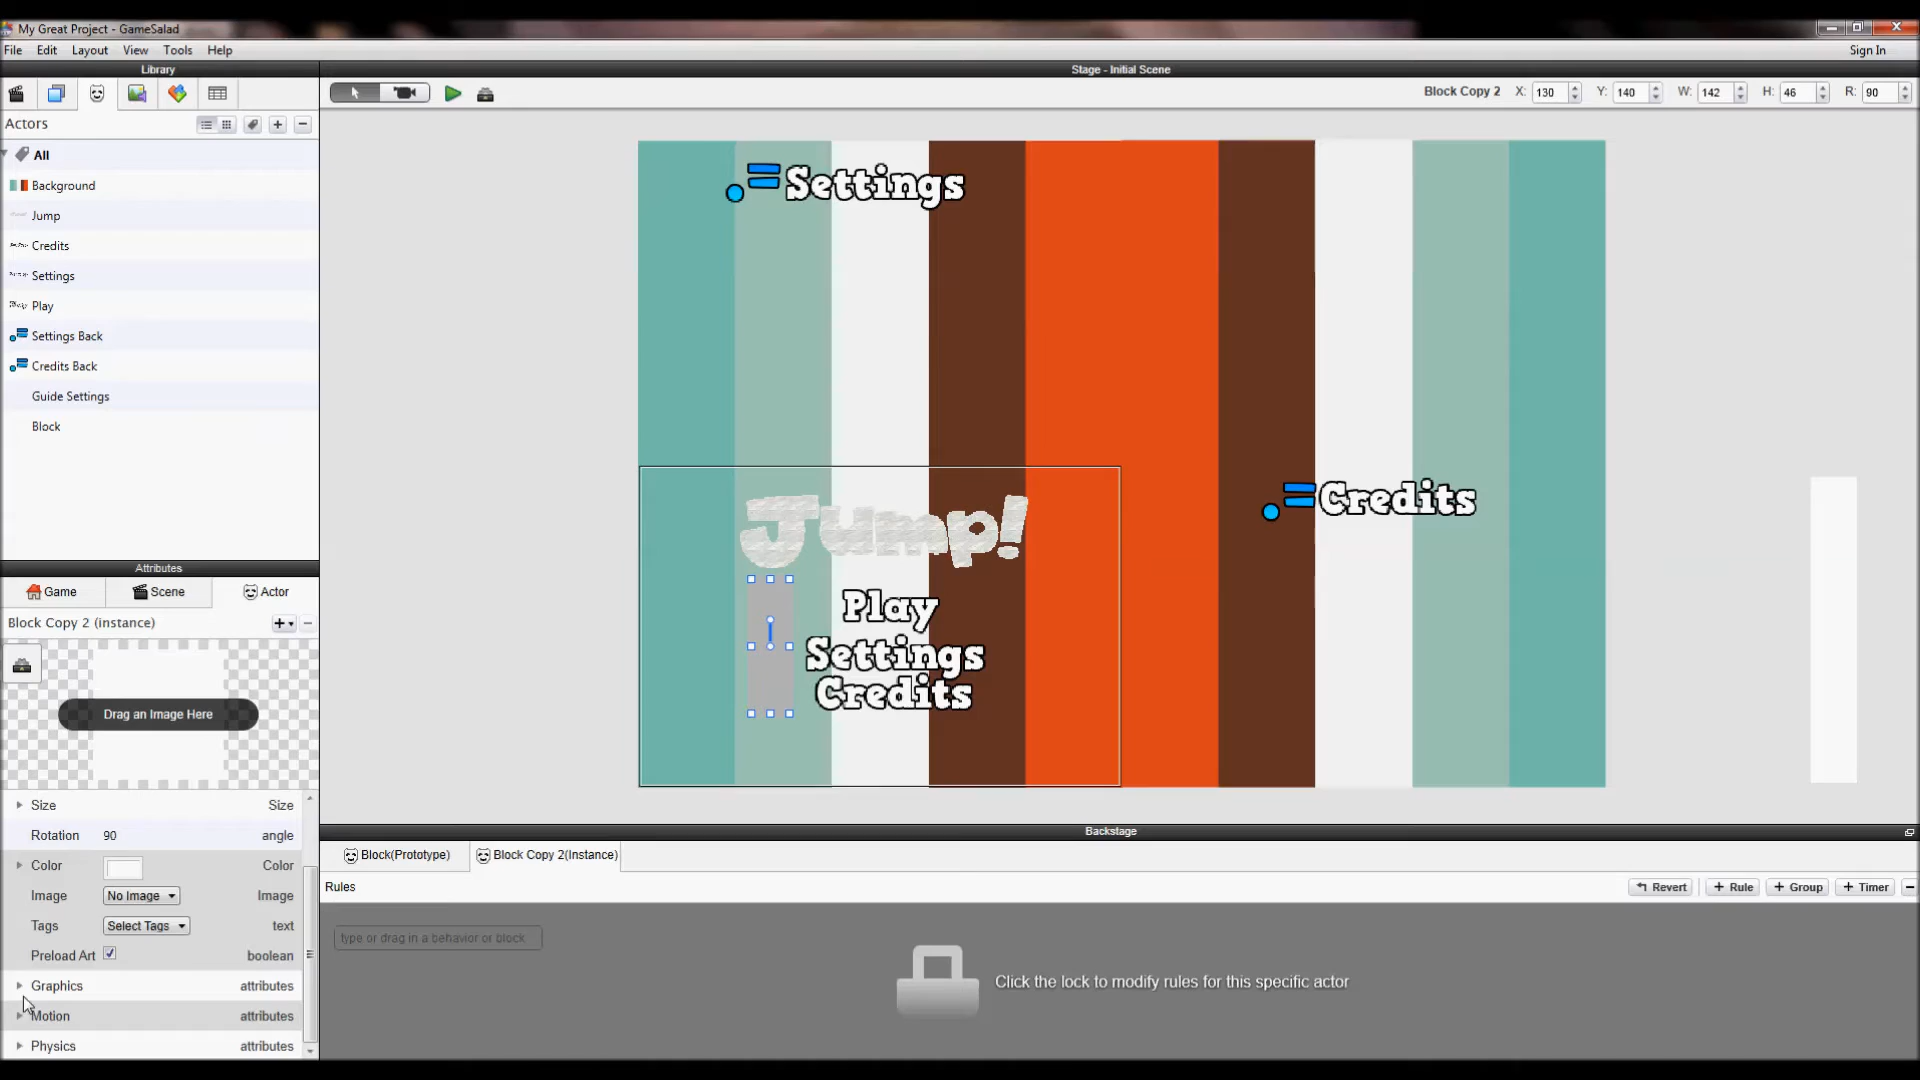 My Great Project - GameSalad
File Edit Layout View Tools Help
Sign In
Library
Stage - Initial Scene
Block Copy 2 X: 130 Y: 140 W: 142 H: 46 R: 90
Actors
All
Background
Jump
Credits
Settings
Play
Settings Back
Credits Back
Guide Settings
Block
Settings
Credits
Jump!
Play
Settings
Credits
Attributes
Game Scene Actor
Block Copy 2 (instance)
Drag an Image Here
Size Size
Rotation 90 angle
Color Color
Image No Image Image
Tags Select Tags text
Preload Art boolean
Graphics attributes
Motion attributes
Physics attributes
Backstage
Block(Prototype) Block Copy 2(Instance)
Rules
Revert Rule Group Timer
type or drag in a behavior or block
Click the lock to modify rules for this specific actor